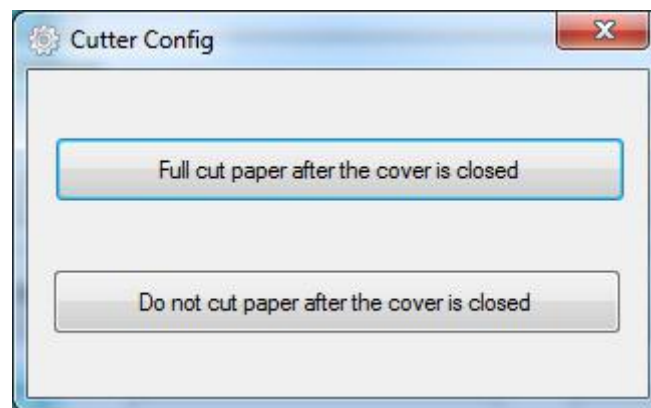 Cutter Config
Full cut paper after the cover is closed
Do not cut paper after the cover is closed